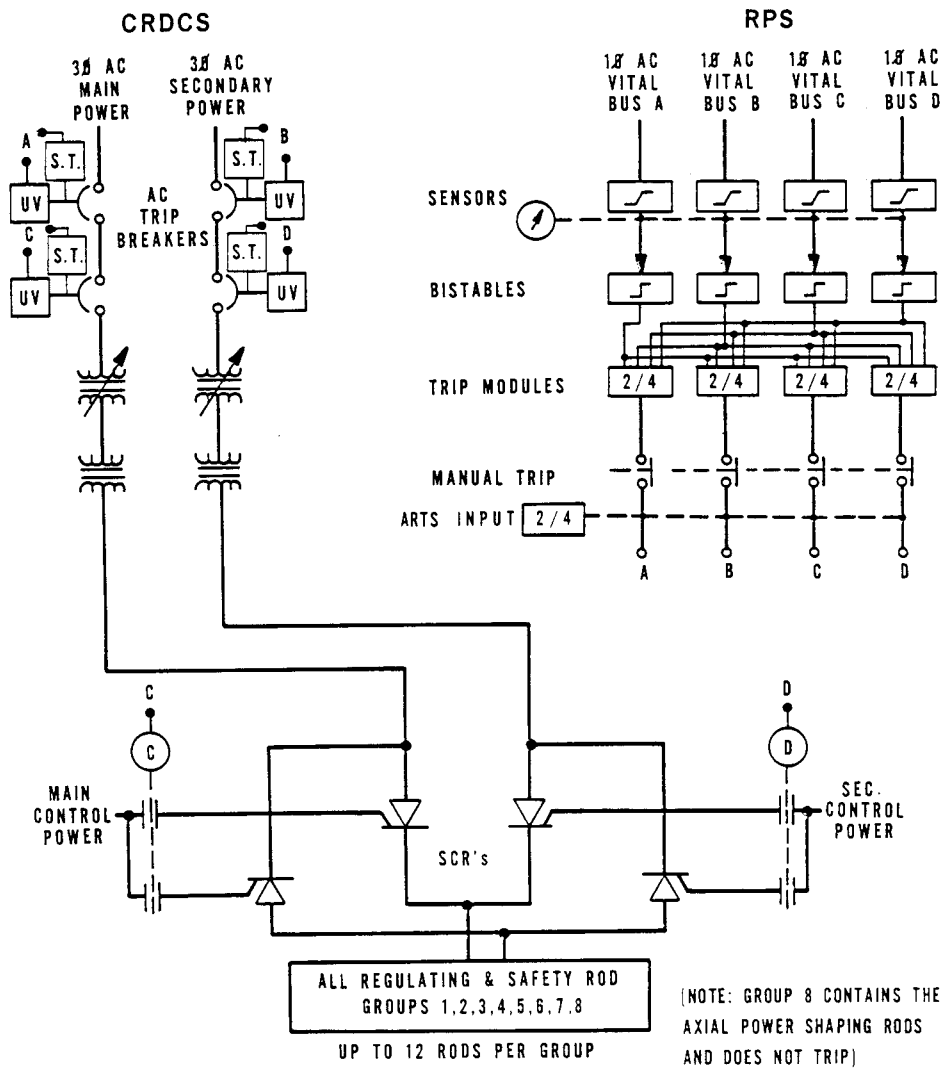 CRDCS
RPS
3Ø AC
MAIN
POWER
3Ø AC
SECONDARY
POWER
1Ø AC
VITAL
BUS A
1Ø AC
VITAL
BUS B
1Ø AC
VITAL
BUS C
1Ø AC
VITAL
BUS D
A
S.T.
UV
B
S.T.
UV
AC
TRIP
BREAKERS
C
S.T.
UV
D
S.T.
UV
SENSORS
BISTABLES
TRIP MODULES
2/4
2/4
2/4
2/4
MANUAL TRIP
ARTS INPUT
2/4
A
B
C
D
C
C
D
D
MAIN
CONTROL
POWER
SEC.
CONTROL
POWER
SCR's
ALL REGULATING & SAFETY ROD
GROUPS 1,2,3,4,5,6,7,8
UP TO 12 RODS PER GROUP
(NOTE: GROUP 8 CONTAINS THE
AXIAL POWER SHAPING RODS
AND DOES NOT TRIP)